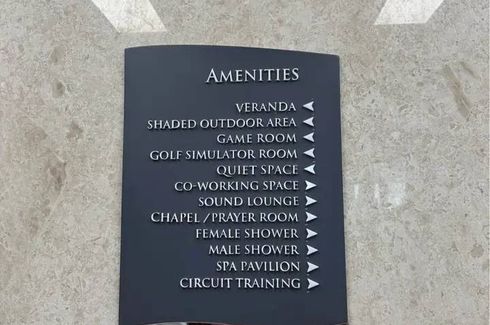 AMENITIES
VERANDA
SHADED OUTDOOR AREA
GAME ROOM
GOLF SIMULATOR ROOM
QUIET SPACE
CO-WORKING SPACE
SOUND LOUNGE
CHAPEL / PRAYER ROOM
FEMALE SHOWER
MALE SHOWER
SPA PAVILION
CIRCUIT TRAINING